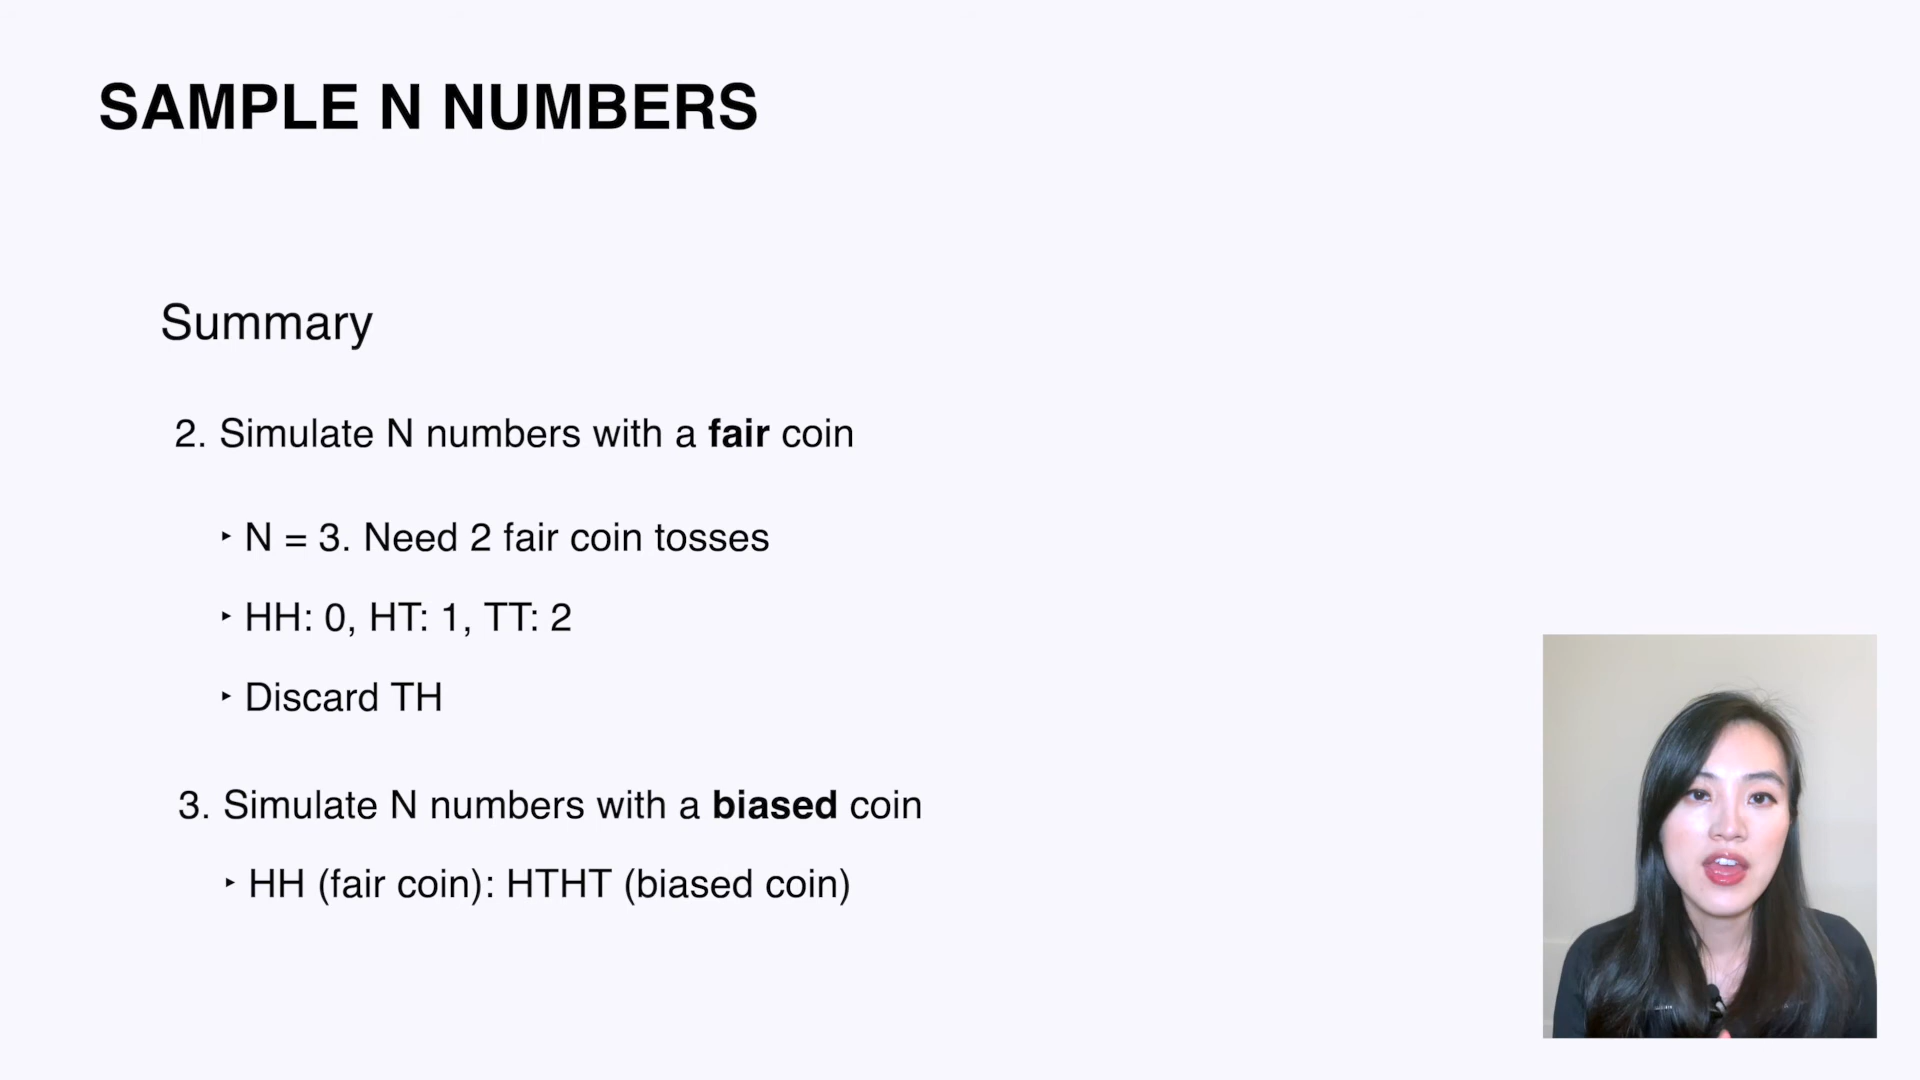 SAMPLE N NUMBERS
Summary
2. Simulate N numbers with a fair coin
‣ N = 3. Need 2 fair coin tosses
‣ HH: 0, HT: 1, TT: 2
‣ Discard TH
3. Simulate N numbers with a biased coin
‣ HH (fair coin): HTHT (biased coin)